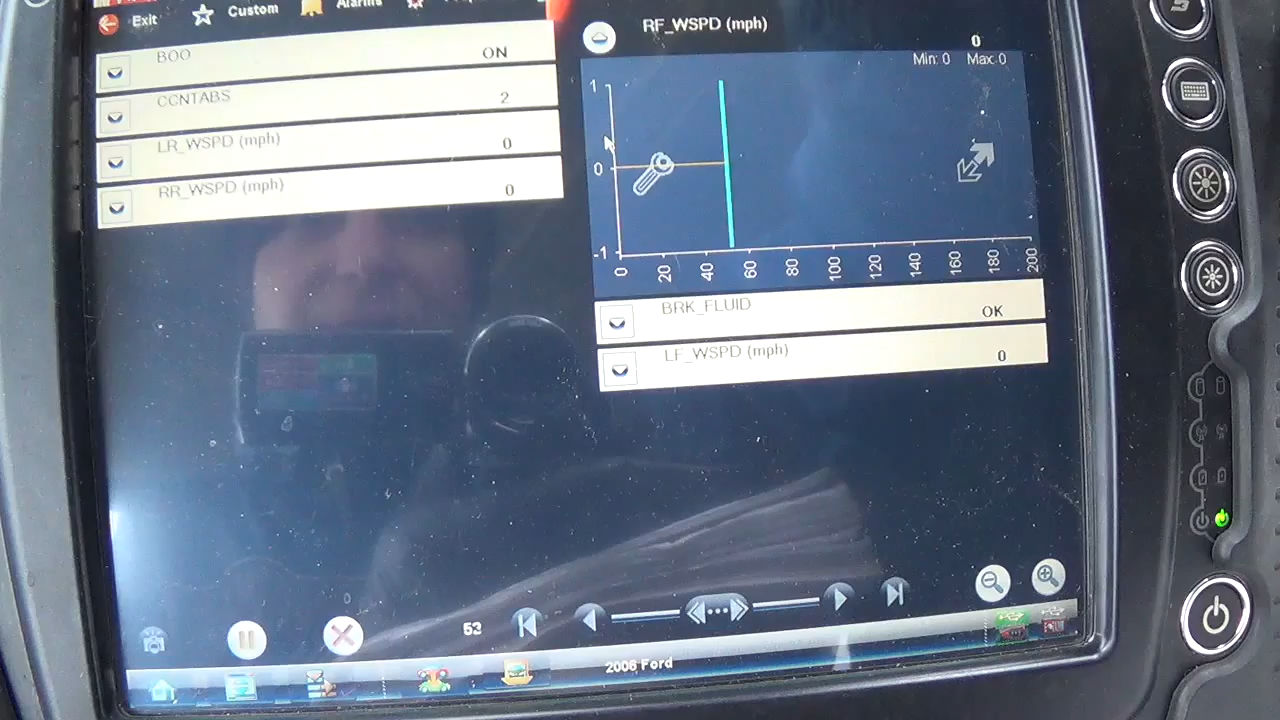 Exit
Custom
Alarms
BOO ON
CCNTABS 2
LR_WSPD (mph) 0
RR_WSPD (mph) 0
RF_WSPD (mph) 0
Min: 0 Max: 0
1
0
-1
0 20 40 60 80 100 120 140 160 180 200
BRK_FLUID OK
LF_WSPD (mph) 0
53
2006 Ford